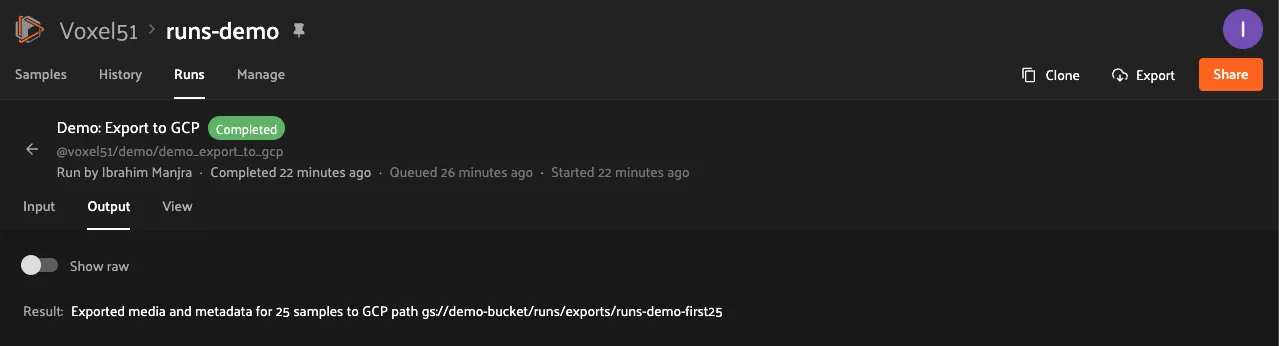 Voxel51 > runs-demo
I
Samples History Runs Manage
Clone Export Share
Demo: Export to GCP Completed
@voxel51/demo/demo_export_to_gcp
Run by Ibrahim Manjra · Completed 22 minutes ago · Queued 26 minutes ago · Started 22 minutes ago
Input Output View
Show raw
Result: Exported media and metadata for 25 samples to GCP path gs://demo-bucket/runs/exports/runs-demo-first25